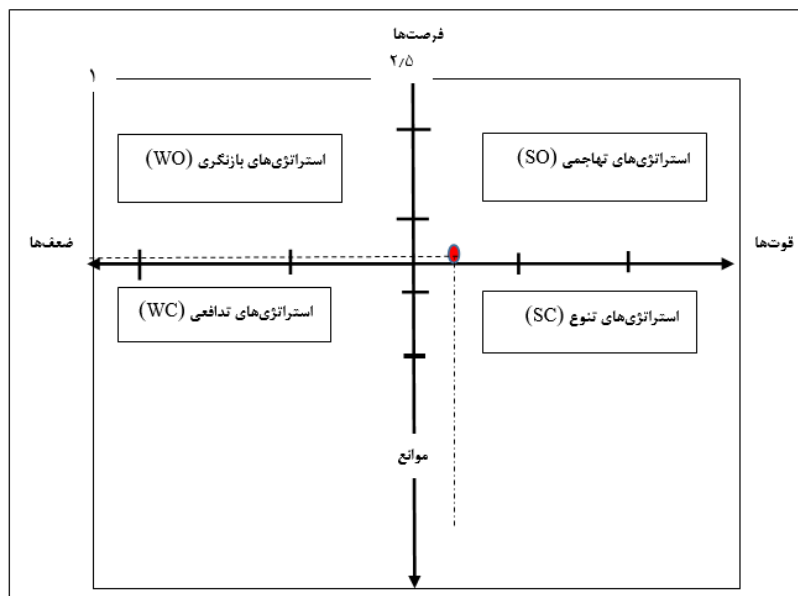 فرصت‌ها
۲٫۵
۱
استراتژی‌های تهاجمی (SO)
استراتژی‌های بازنگری (WO)
قوت‌ها
ضعف‌ها
استراتژی‌های تنوع (SC)
استراتژی‌های تدافعی (WC)
موانع